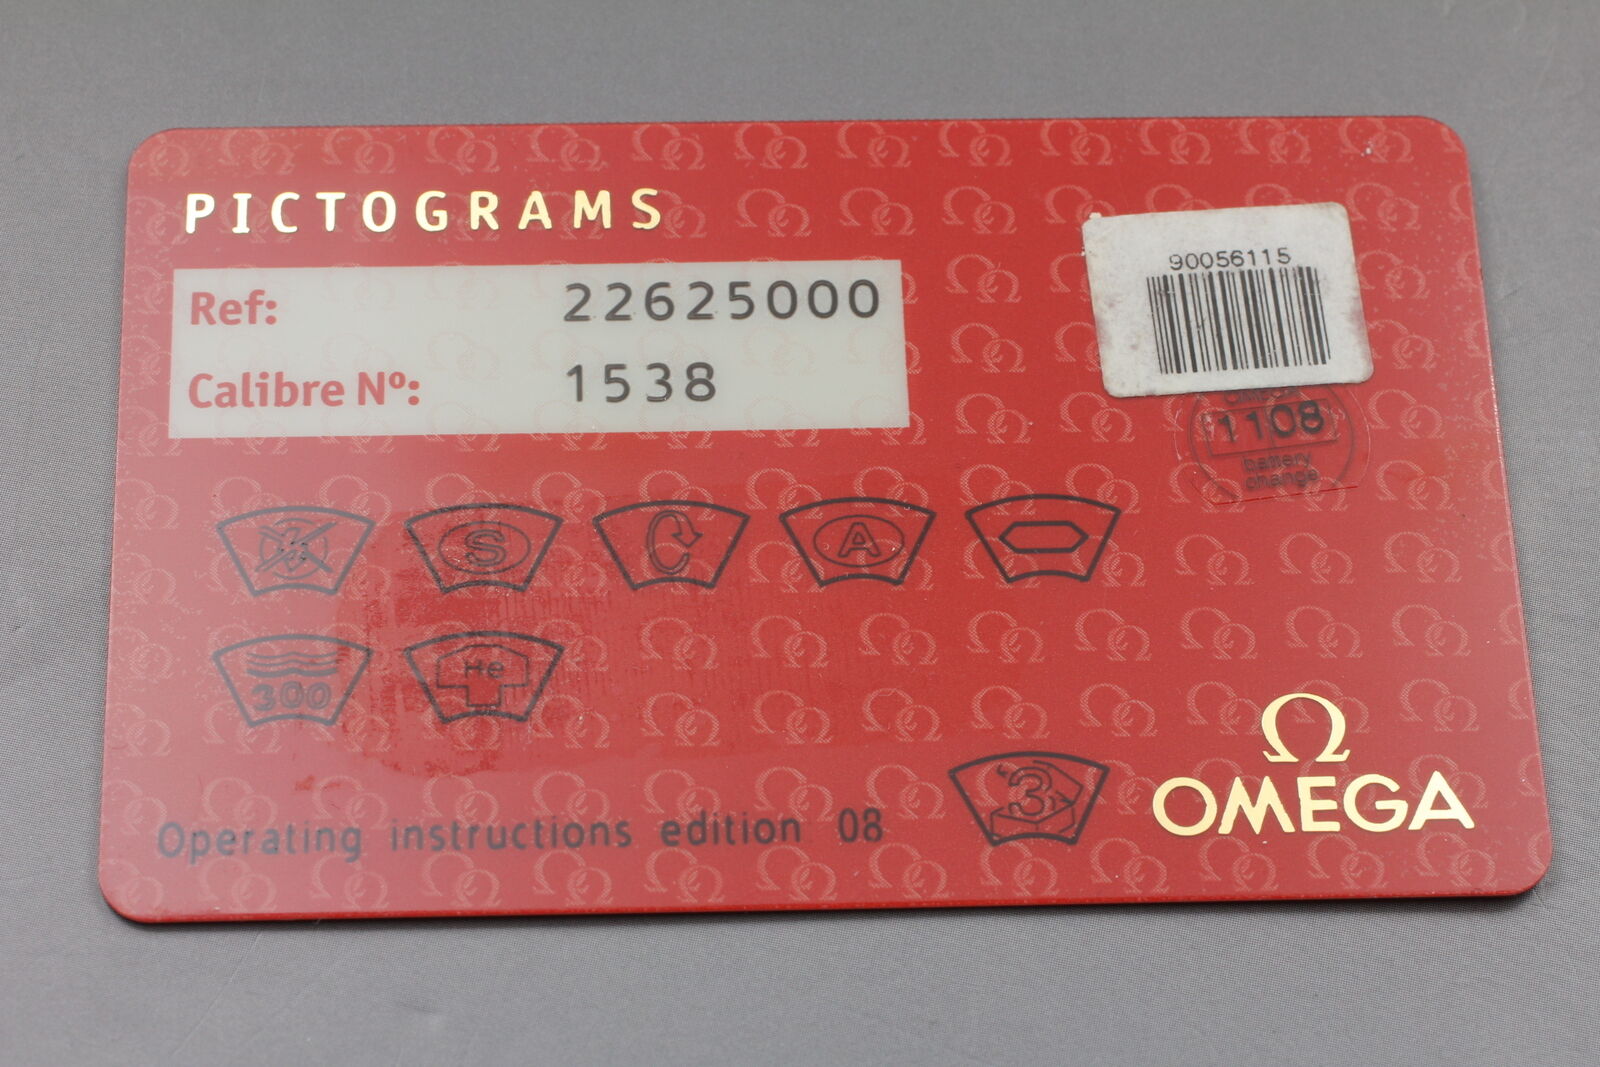 PICTOGRAMS
Ref: 22625000
Calibre Nº: 1538
90056115
1108
battery
change
S
C
A
300
He
3
Operating instructions edition 08
Ω
OMEGA